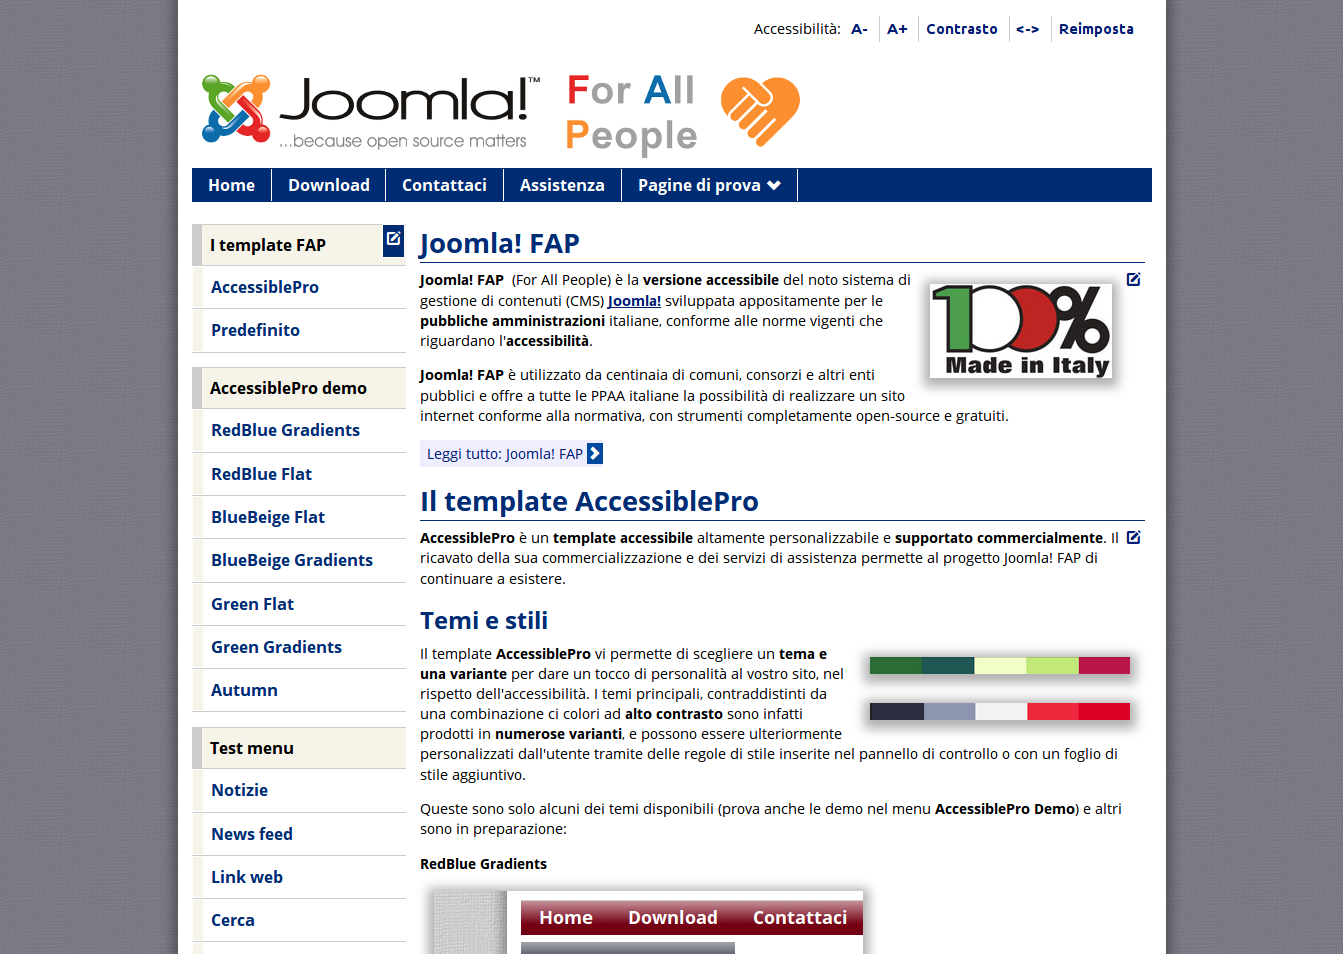 Accessibilità: A- A+ Contrasto <-> Reimposta
Joomla!™
...because open source matters
For All
People
Home Download Contattaci Assistenza Pagine di prova
I template FAP
AccessiblePro
Predefinito
AccessiblePro demo
RedBlue Gradients
RedBlue Flat
BlueBeige Flat
BlueBeige Gradients
Green Flat
Green Gradients
Autumn
Test menu
Notizie
News feed
Link web
Cerca
Joomla! FAP
Joomla! FAP (For All People) è la versione accessibile del noto sistema di
gestione di contenuti (CMS) Joomla! sviluppata appositamente per le
pubbliche amministrazioni italiane, conforme alle norme vigenti che
riguardano l'accessibilità.
100%
Made in Italy
Joomla! FAP è utilizzato da centinaia di comuni, consorzi e altri enti
pubblici e offre a tutte le PPAA italiane la possibilità di realizzare un sito
internet conforme alla normativa, con strumenti completamente open-source e gratuiti.
Leggi tutto: Joomla! FAP
Il template AccessiblePro
AccessiblePro è un template accessibile altamente personalizzabile e supportato commercialmente. Il
ricavato della sua commercializzazione e dei servizi di assistenza permette al progetto Joomla! FAP di
continuare a esistere.
Temi e stili
Il template AccessiblePro vi permette di scegliere un tema e
una variante per dare un tocco di personalità al vostro sito, nel
rispetto dell'accessibilità. I temi principali, contraddistinti da
una combinazione ci colori ad alto contrasto sono infatti
prodotti in numerose varianti, e possono essere ulteriormente
personalizzati dall'utente tramite delle regole di stile inserite nel pannello di controllo o con un foglio di
stile aggiuntivo.
Queste sono solo alcuni dei temi disponibili (prova anche le demo nel menu AccessiblePro Demo) e altri
sono in preparazione:
RedBlue Gradients
Home Download Contattaci